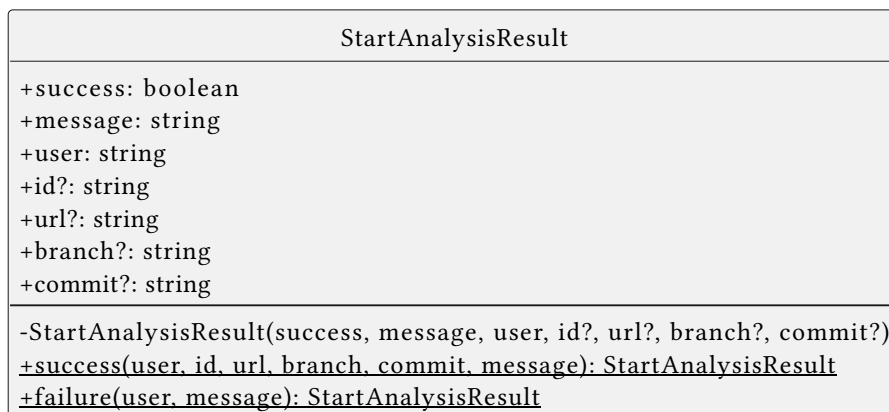 StartAnalysisResult
+success: boolean
+message: string
+user: string
+id?: string
+url?: string
+branch?: string
+commit?: string
-StartAnalysisResult(success, message, user, id?, url?, branch?, commit?)
+success(user, id, url, branch, commit, message): StartAnalysisResult
+failure(user, message): StartAnalysisResult